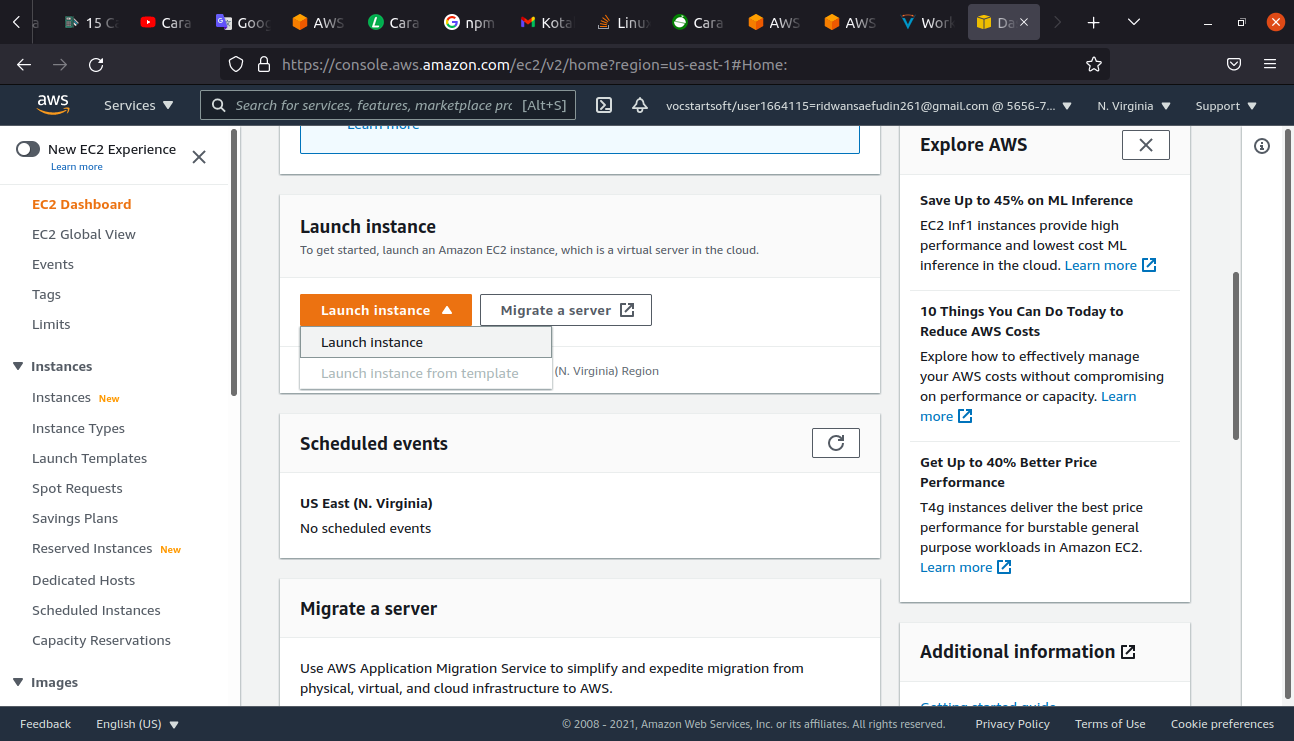 15 Ca
Cara
Goog
AWS
Cara
npm
Kota
Linu
Cara
AWS
AWS
Work
Da
https://console.aws.amazon.com/ec2/v2/home?region=us-east-1#Home:
aws
Services
Search for services, features, marketplace prc
[Alt+S]
vocstartsoft/user1664115=ridwansaefudin261@gmail.com @ 5656-7...
N. Virginia
Support
New EC2 Experience
Learn more
EC2 Dashboard
EC2 Global View
Events
Tags
Limits
Instances
Instances New
Instance Types
Launch Templates
Spot Requests
Savings Plans
Reserved Instances New
Dedicated Hosts
Scheduled Instances
Capacity Reservations
Images
Learn more
Launch instance
To get started, launch an Amazon EC2 instance, which is a virtual server in the cloud.
Launch instance
Migrate a server
Launch instance
Launch instance from template
(N. Virginia) Region
Scheduled events
US East (N. Virginia)
No scheduled events
Migrate a server
Use AWS Application Migration Service to simplify and expedite migration from
physical, virtual, and cloud infrastructure to AWS.
Explore AWS
Save Up to 45% on ML Inference
EC2 Inf1 instances provide high
performance and lowest cost ML
inference in the cloud. Learn more
10 Things You Can Do Today to
Reduce AWS Costs
Explore how to effectively manage
your AWS costs without compromising
on performance or capacity. Learn
more
Get Up to 40% Better Price
Performance
T4g instances deliver the best price
performance for burstable general
purpose workloads in Amazon EC2.
Learn more
Additional information
Getting started guide
Feedback
English (US)
© 2008 - 2021, Amazon Web Services, Inc. or its affiliates. All rights reserved.
Privacy Policy
Terms of Use
Cookie preferences